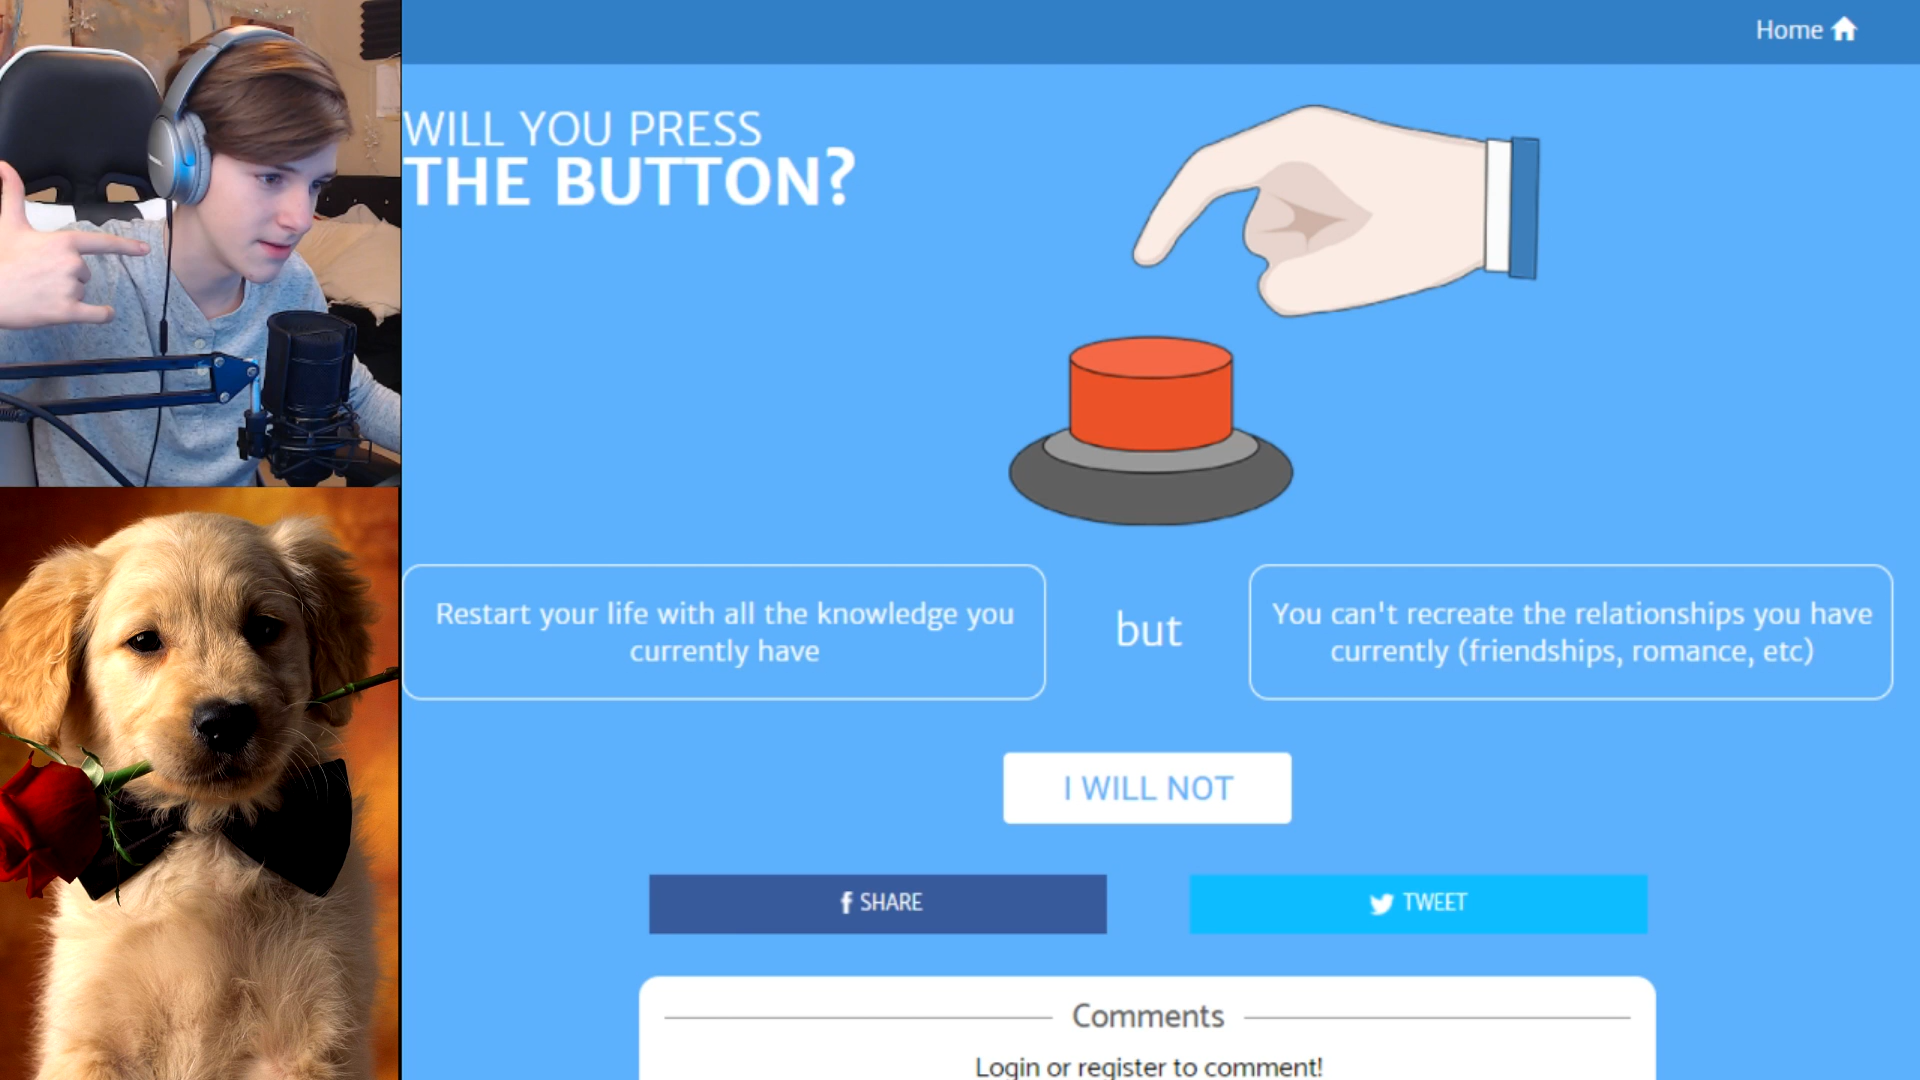 Home
WILL YOU PRESS
THE BUTTON?
Restart your life with all the knowledge you
currently have
but
You can't recreate the relationships you have
currently (friendships, romance, etc)
I WILL NOT
SHARE
TWEET
Comments
Login or register to comment!